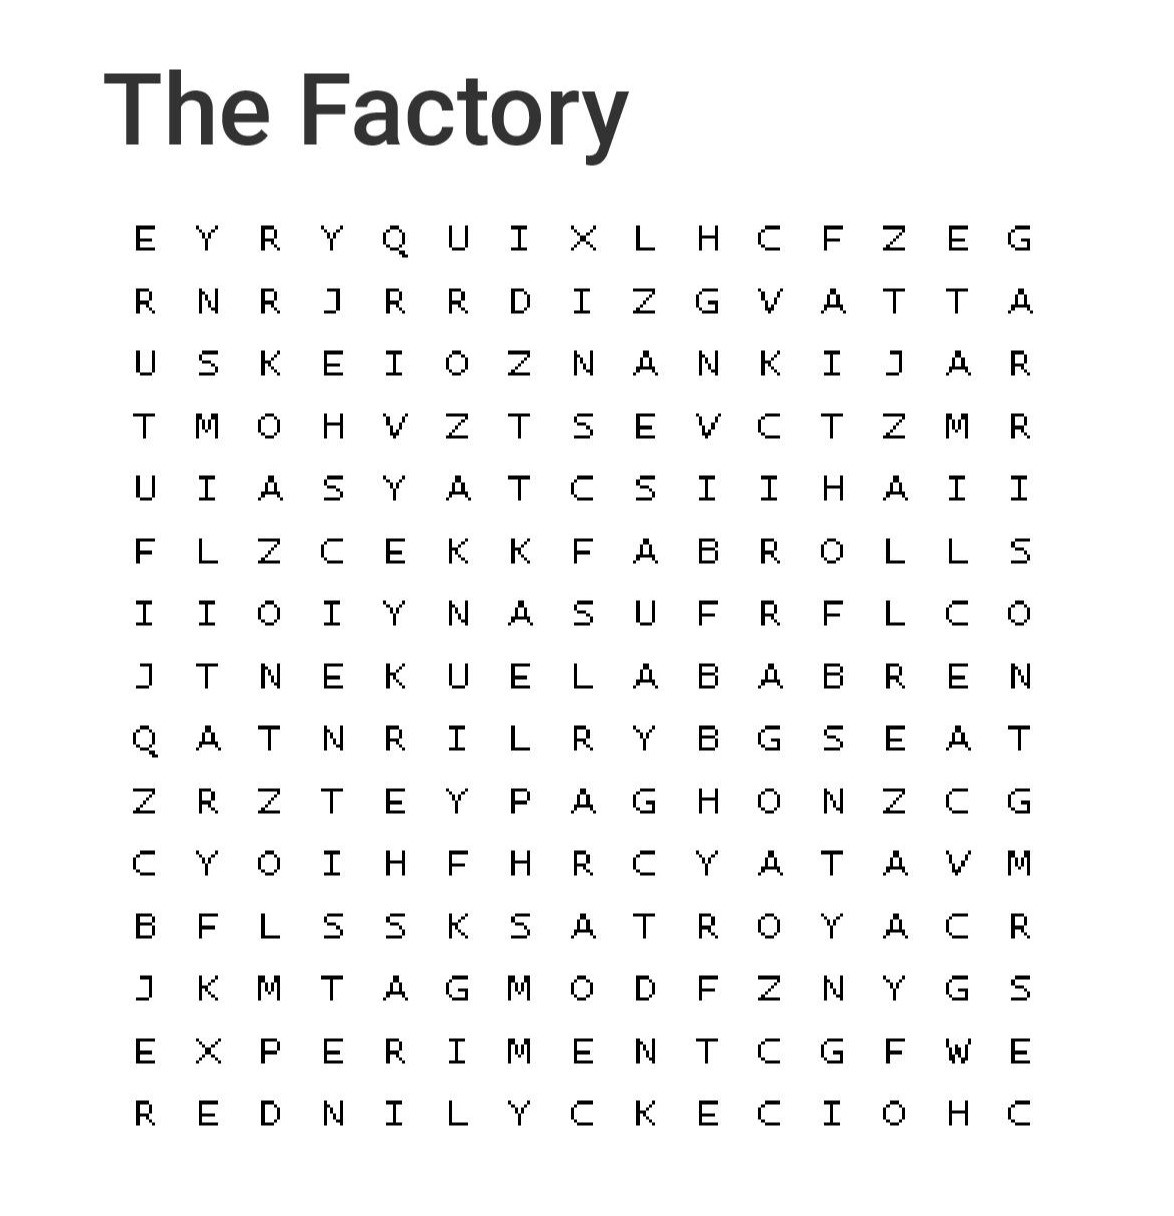 The Factory
E Y R Y Q U I X L H C F Z E G
R N R J R R D I Z G V A T T A
U S K E I O Z N A N K I J A R
T M O H V Z T S E V C T Z M R
U I A S Y A T C S I I H A I I
F L Z C E K K F A B R O L L S
I I O I Y N A S U F R F L C O
J T N E K U E L A B A B R E N
Q A T N R I L R Y B G S E A T
Z R Z T E Y P A G H O N Z C G
C Y O I H F H R C Y A T A V M
B F L S S K S A T R O Y A C R
J K M T A G M O D F Z N Y G S
E X P E R I M E N T C G F W E
R E D N I L Y C K E C I O H C